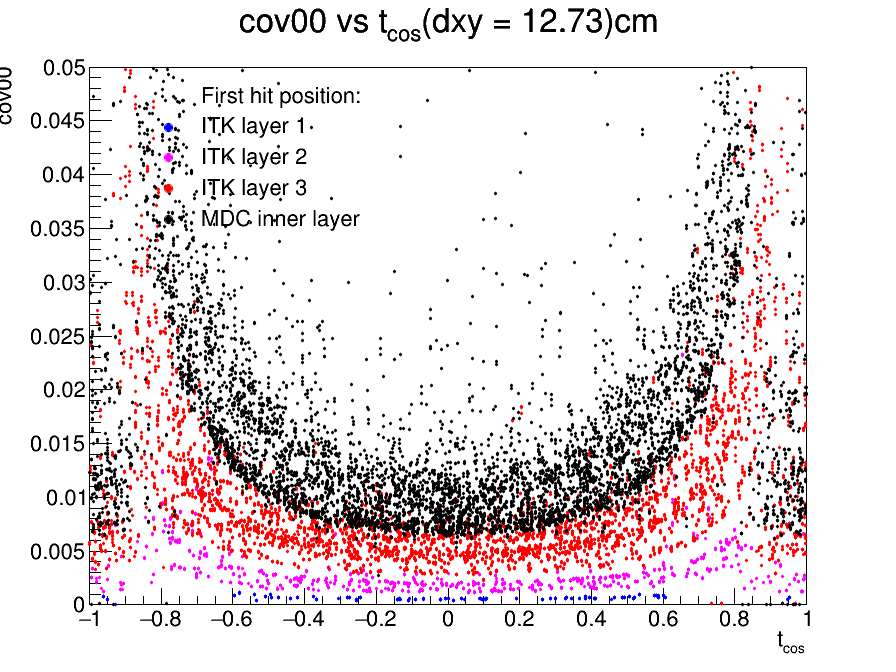 cov00 vs t_cos(dxy = 12.73)cm
cov00
0.05
0.045
0.04
0.035
0.03
0.025
0.02
0.015
0.01
0.005
0
First hit position:
ITK layer 1
ITK layer 2
ITK layer 3
MDC inner layer
−1 −0.8 −0.6 −0.4 −0.2 0 0.2 0.4 0.6 0.8 1
t_cos